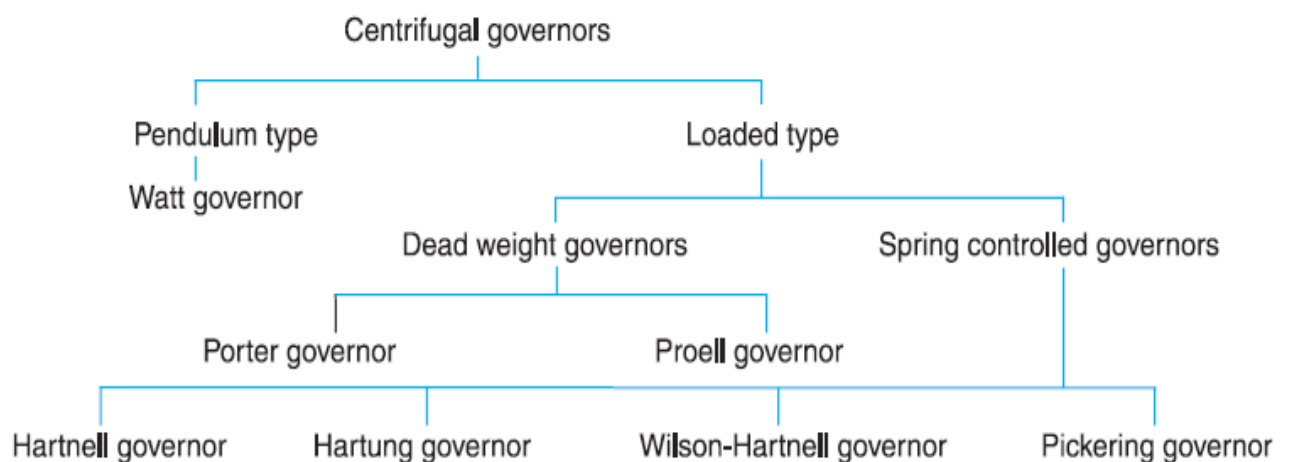 Centrifugal governors
Pendulum type
Loaded type
Watt governor
Dead weight governors
Spring controlled governors
Porter governor
Proell governor
Hartnell governor
Hartung governor
Wilson-Hartnell governor
Pickering governor